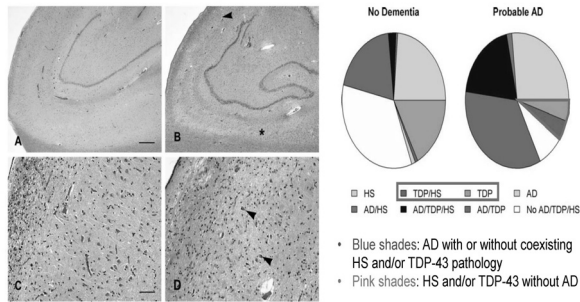 No Dementia
Probable AD
A
B
*
C
D
HS
TDP/HS
TDP
AD
AD/HS
AD/TDP/HS
AD/TDP
No AD/TDP/HS
• Blue shades: AD with or without coexisting
HS and/or TDP-43 pathology
• Pink shades: HS and/or TDP-43 without AD